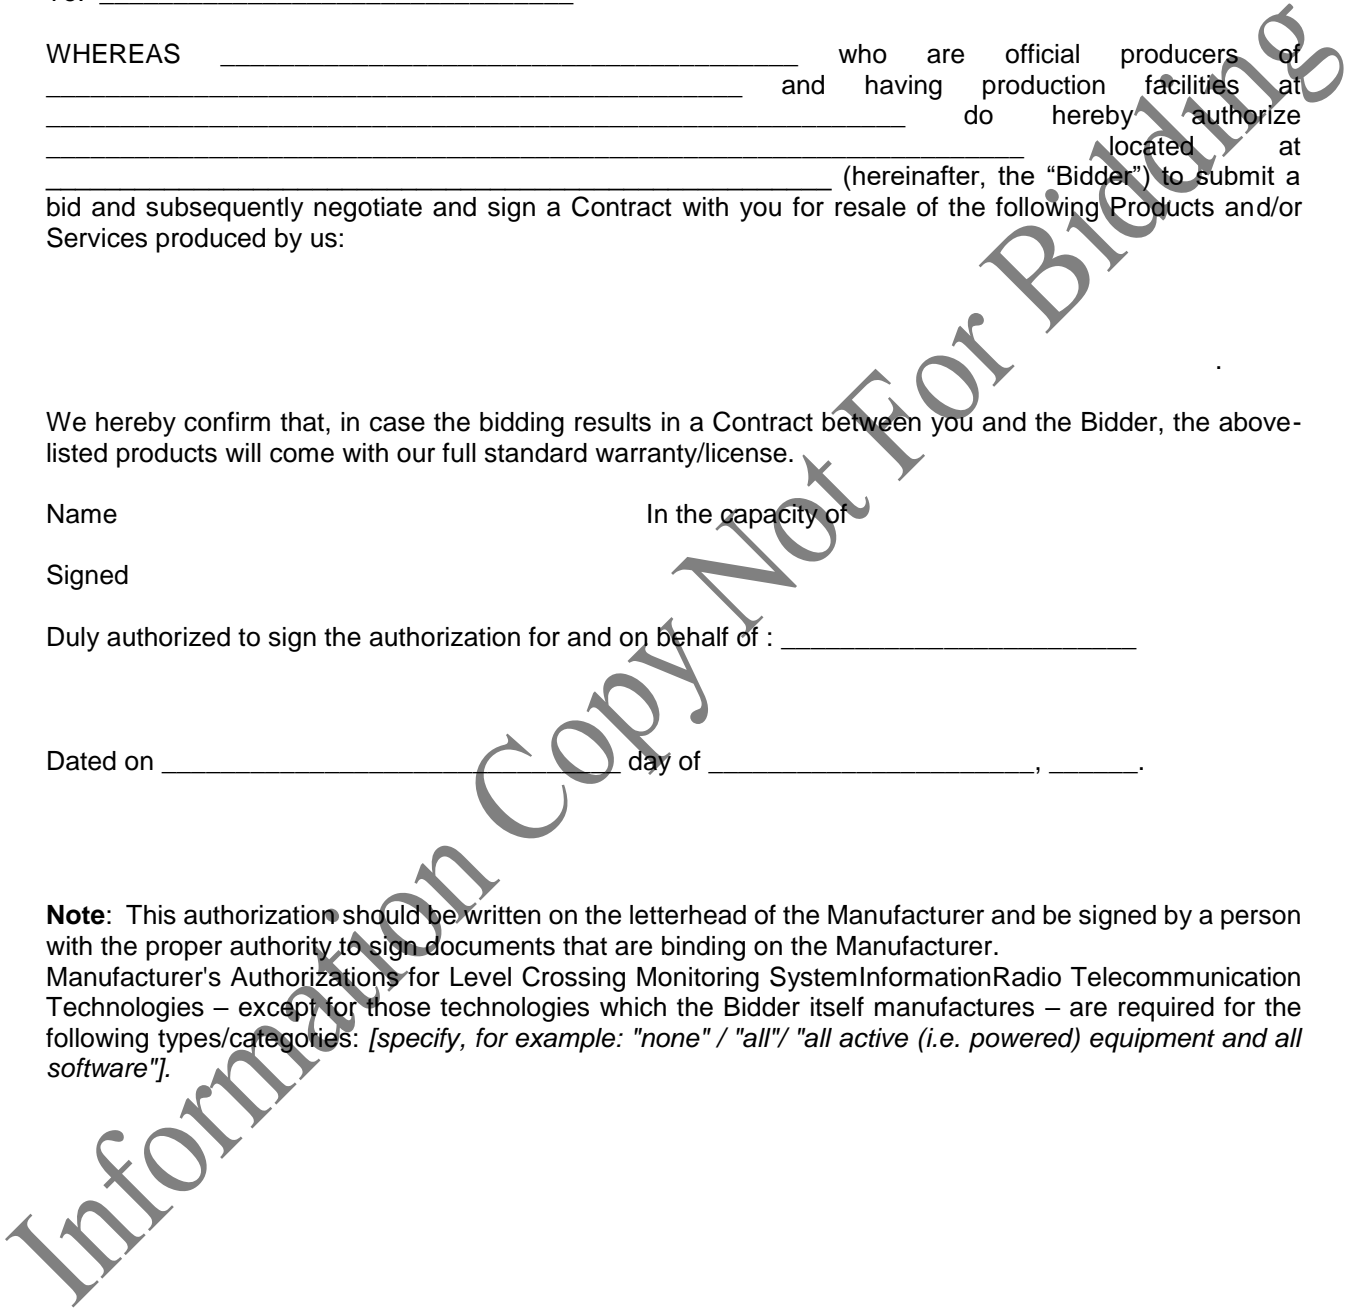 To: ________________________________
WHEREAS _______________________________________ who are official producers of
_______________________________________________ and having production facilities at
__________________________________________________________ do hereby authorize
__________________________________________________________________ located at
_____________________________________________________ (hereinafter, the “Bidder”) to submit a
bid and subsequently negotiate and sign a Contract with you for resale of the following Products and/or
Services produced by us:
.
We hereby confirm that, in case the bidding results in a Contract between you and the Bidder, the above-
listed products will come with our full standard warranty/license.
Name In the capacity of
Signed
Duly authorized to sign the authorization for and on behalf of : ________________________
Dated on _______________________________ day of ______________________, ______.
Note: This authorization should be written on the letterhead of the Manufacturer and be signed by a person
with the proper authority to sign documents that are binding on the Manufacturer.
Manufacturer's Authorizations for Level Crossing Monitoring SystemInformationRadio Telecommunication
Technologies – except for those technologies which the Bidder itself manufactures – are required for the
following types/categories: [specify, for example: "none" / "all"/ "all active (i.e. powered) equipment and all
software"].
Information Copy Not For Bidding